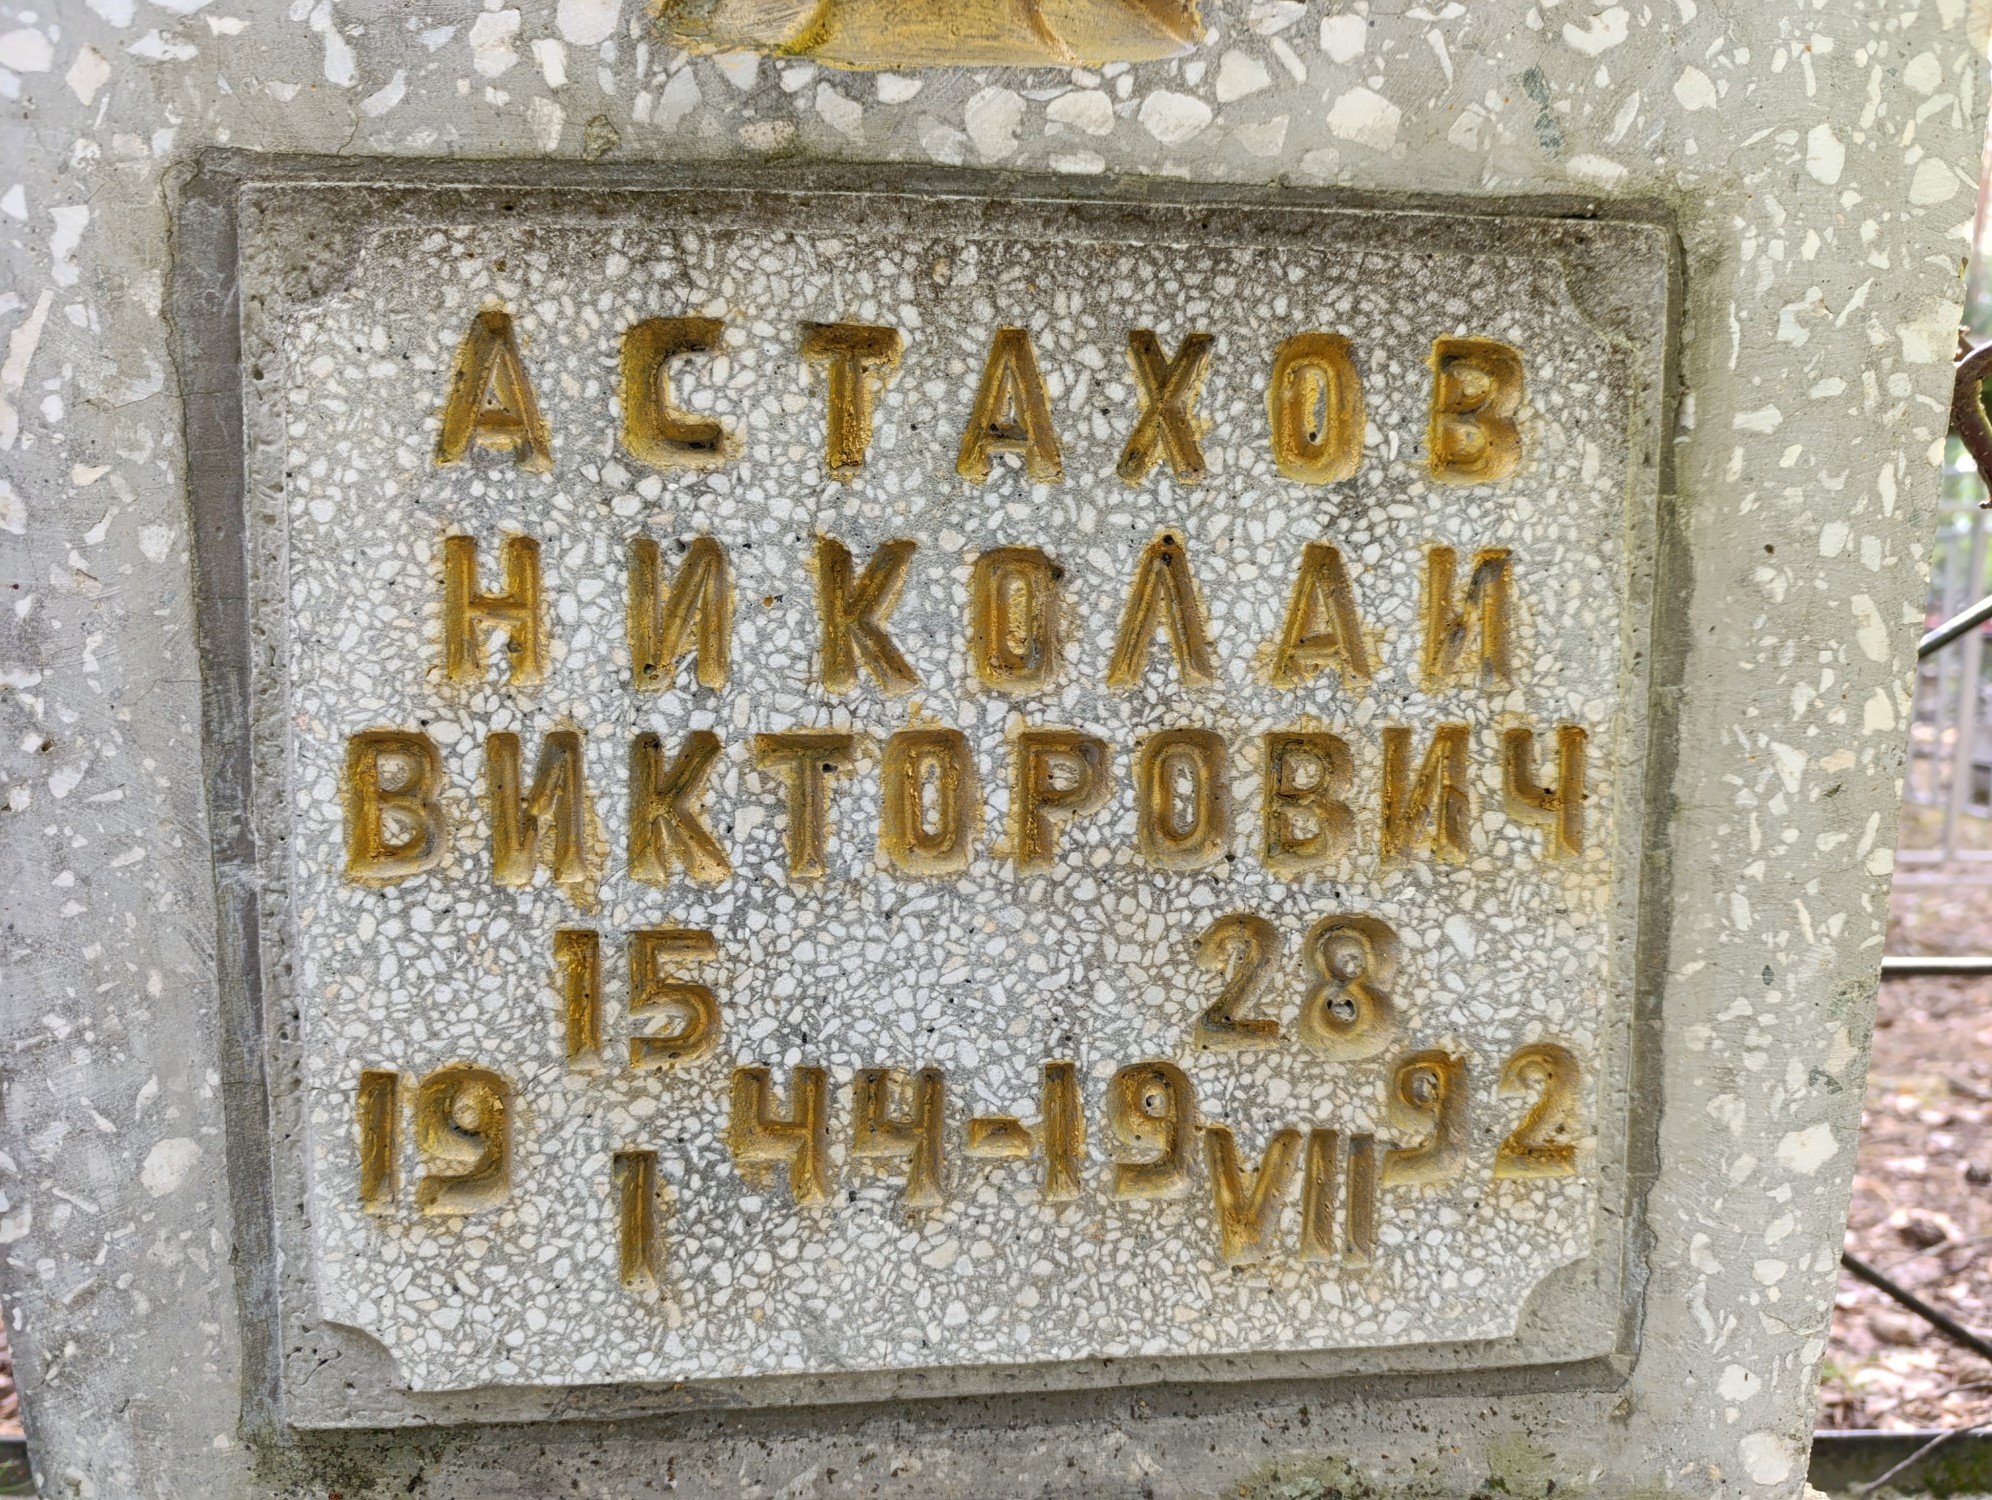 АСТАХОВ
НИКОЛАИ
ВИКТОРОВИЧ
15 28
19 44-19 92
I VII